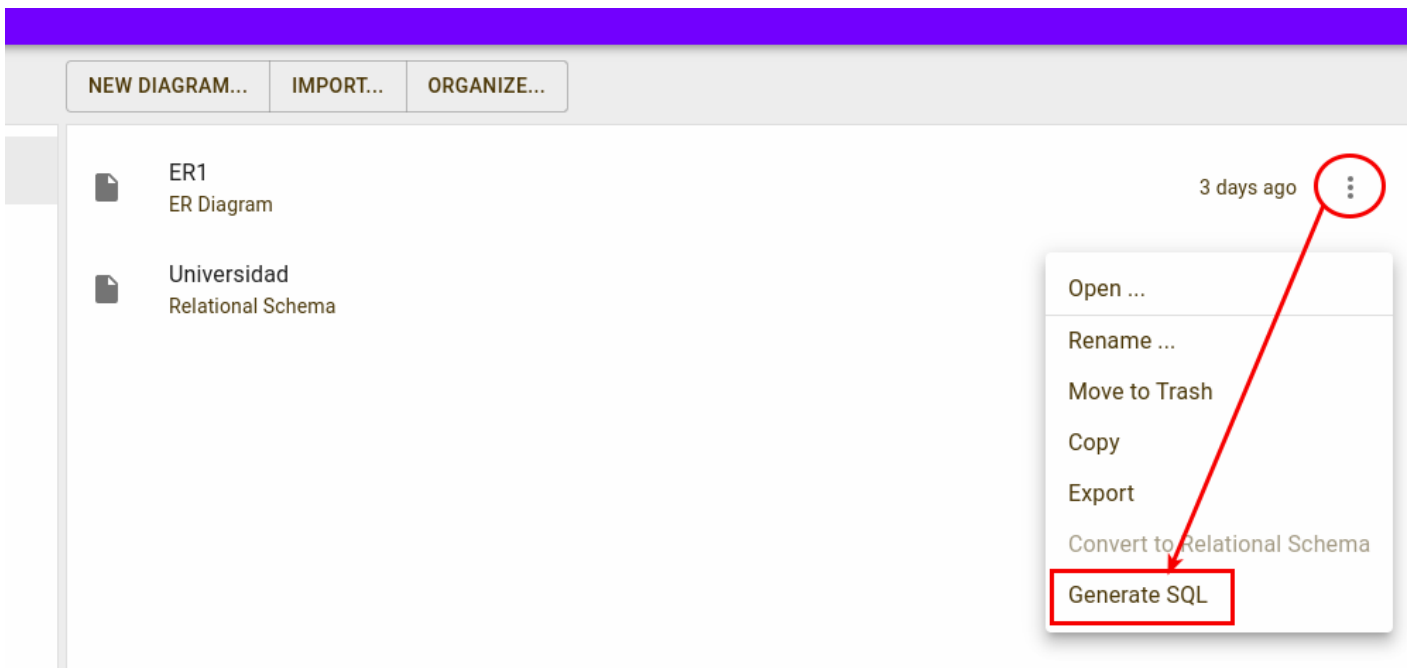 NEW DIAGRAM... IMPORT... ORGANIZE...
ER1
ER Diagram
3 days ago
Universidad
Relational Schema
Open ...
Rename ...
Move to Trash
Copy
Export
Convert to Relational Schema
Generate SQL